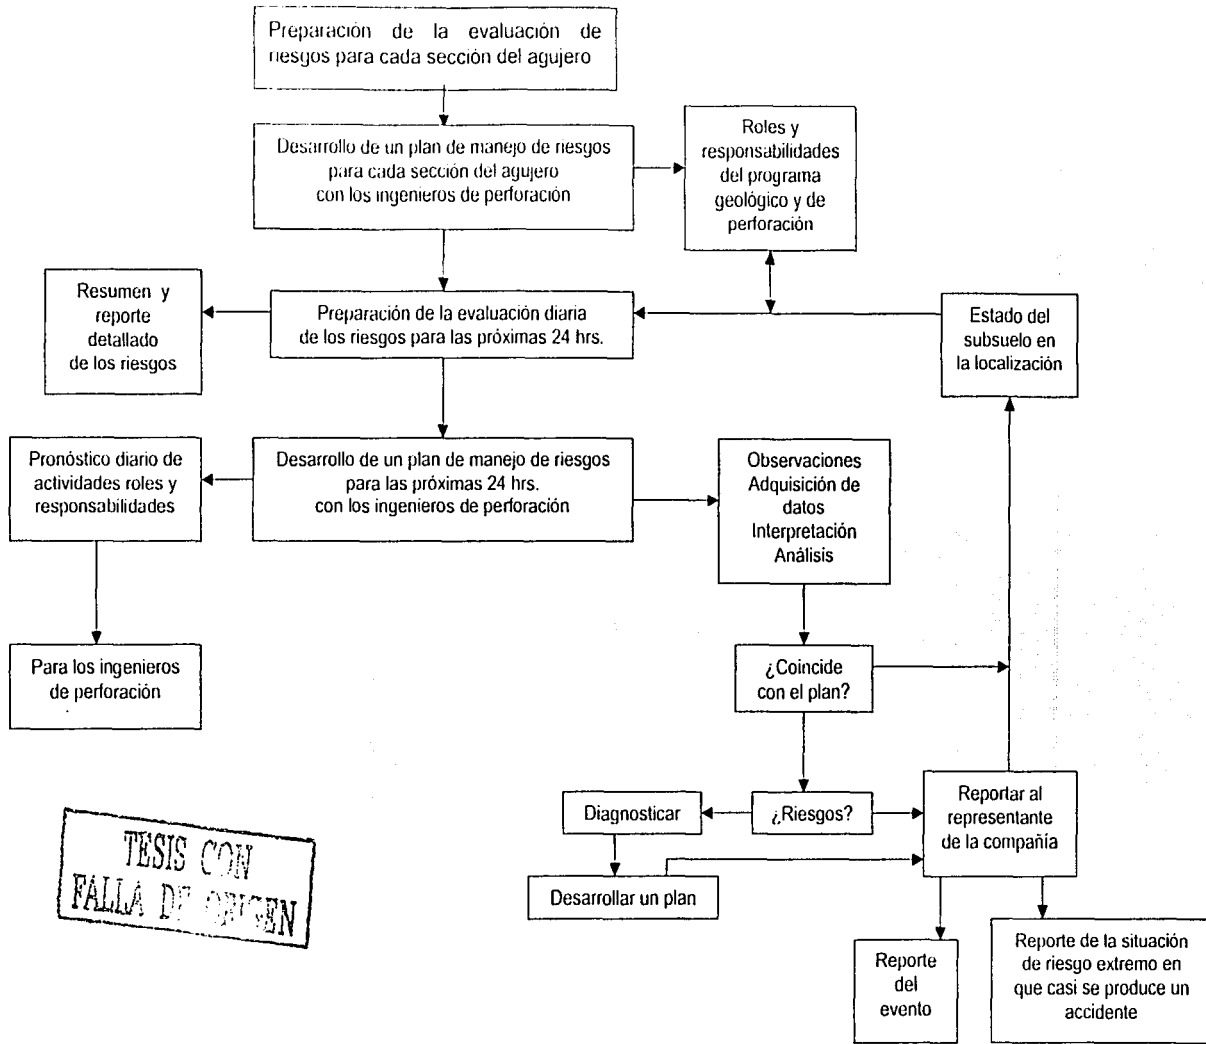 Preparación de la evaluación de
riesgos para cada sección del agujero
Desarrollo de un plan de manejo de riesgos
para cada sección del agujero
con los ingenieros de perforación
Roles y
responsabilidades
del programa
geológico y de
perforación
Resumen y
reporte
detallado
de los riesgos
Preparación de la evaluación diaria
de los riesgos para las próximas 24 hrs.
Estado del
subsuelo en
la localización
Pronóstico diario de
actividades roles y
responsabilidades
Desarrollo de un plan de manejo de riesgos
para las próximas 24 hrs.
con los ingenieros de perforación
Observaciones
Adquisición de
datos
Interpretación
Análisis
Para los ingenieros
de perforación
¿Coincide
con el plan?
Diagnosticar
¿Riesgos?
Reportar al
representante
de la compañía
Desarrollar un plan
Reporte
del
evento
Reporte de la situación
de riesgo extremo en
que casi se produce un
accidente
TESIS CON
FALLA DE ORIGEN